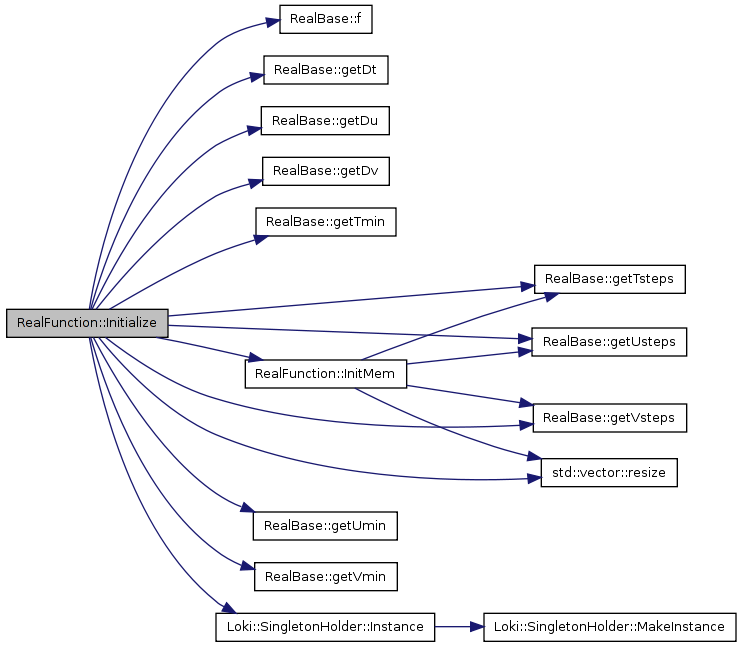 RealBase::f
RealBase::getDt
RealBase::getDu
RealBase::getDv
RealBase::getTmin
RealBase::getTsteps
RealFunction::Initialize
RealBase::getUsteps
RealFunction::InitMem
RealBase::getVsteps
std::vector::resize
RealBase::getUmin
RealBase::getVmin
Loki::SingletonHolder::Instance
Loki::SingletonHolder::MakeInstance